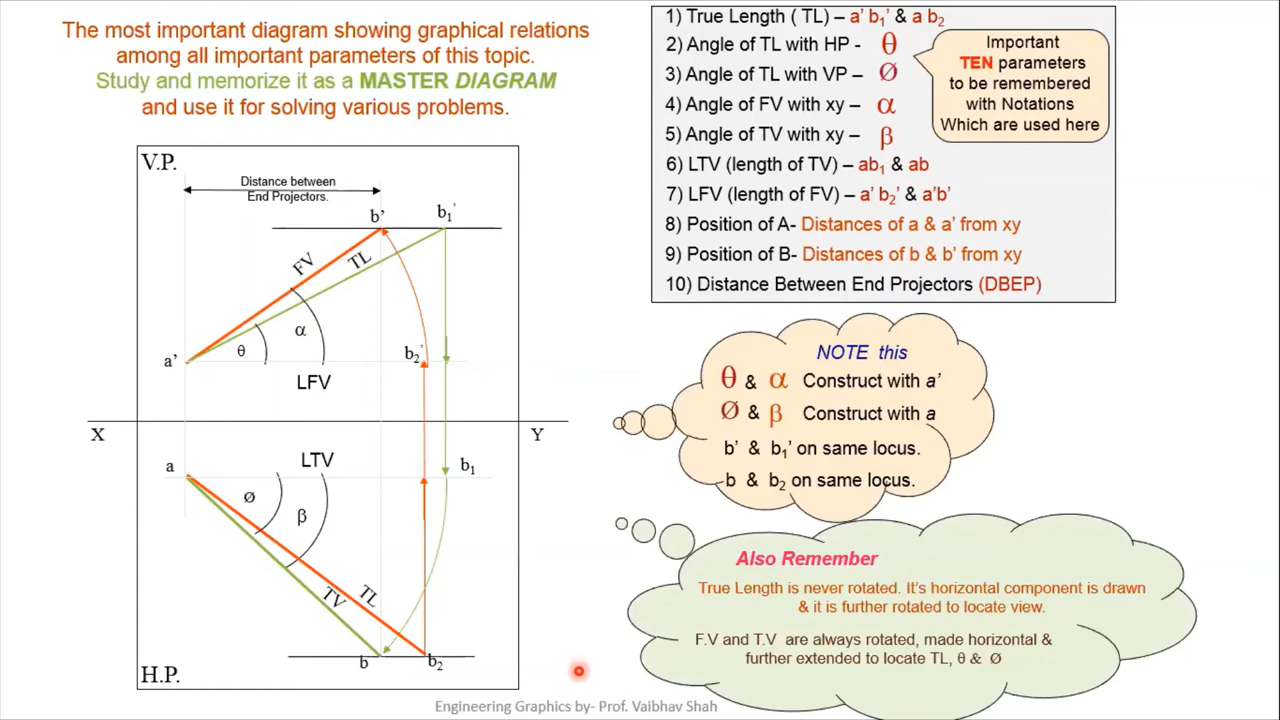 The most important diagram showing graphical relations
among all important parameters of this topic.
Study and memorize it as a MASTER DIAGRAM
and use it for solving various problems.
V.P.
Distance between
End Projectors.
b’
b₁’
FV
TL
α
θ
a’
b₂’
LFV
X
Y
a
LTV
b₁
Ø
β
TV
TL
b
b₂
H.P.
1) True Length ( TL) – a’ b₁’ & a b₂
2) Angle of TL with HP - θ
3) Angle of TL with VP – Ø
4) Angle of FV with xy – α
5) Angle of TV with xy – β
6) LTV (length of TV) – ab₁ & ab
7) LFV (length of FV) – a’ b₂’ & a’b’
8) Position of A- Distances of a & a’ from xy
9) Position of B- Distances of b & b’ from xy
10) Distance Between End Projectors (DBEP)
Important
TEN parameters
to be remembered
with Notations
Which are used here
NOTE this
θ & α Construct with a’
Ø & β Construct with a
b’ & b₁’ on same locus.
b & b₂ on same locus.
Also Remember
True Length is never rotated. It’s horizontal component is drawn
& it is further rotated to locate view.
F.V and T.V are always rotated, made horizontal &
further extended to locate TL, θ & Ø
Engineering Graphics by- Prof. Vaibhav Shah